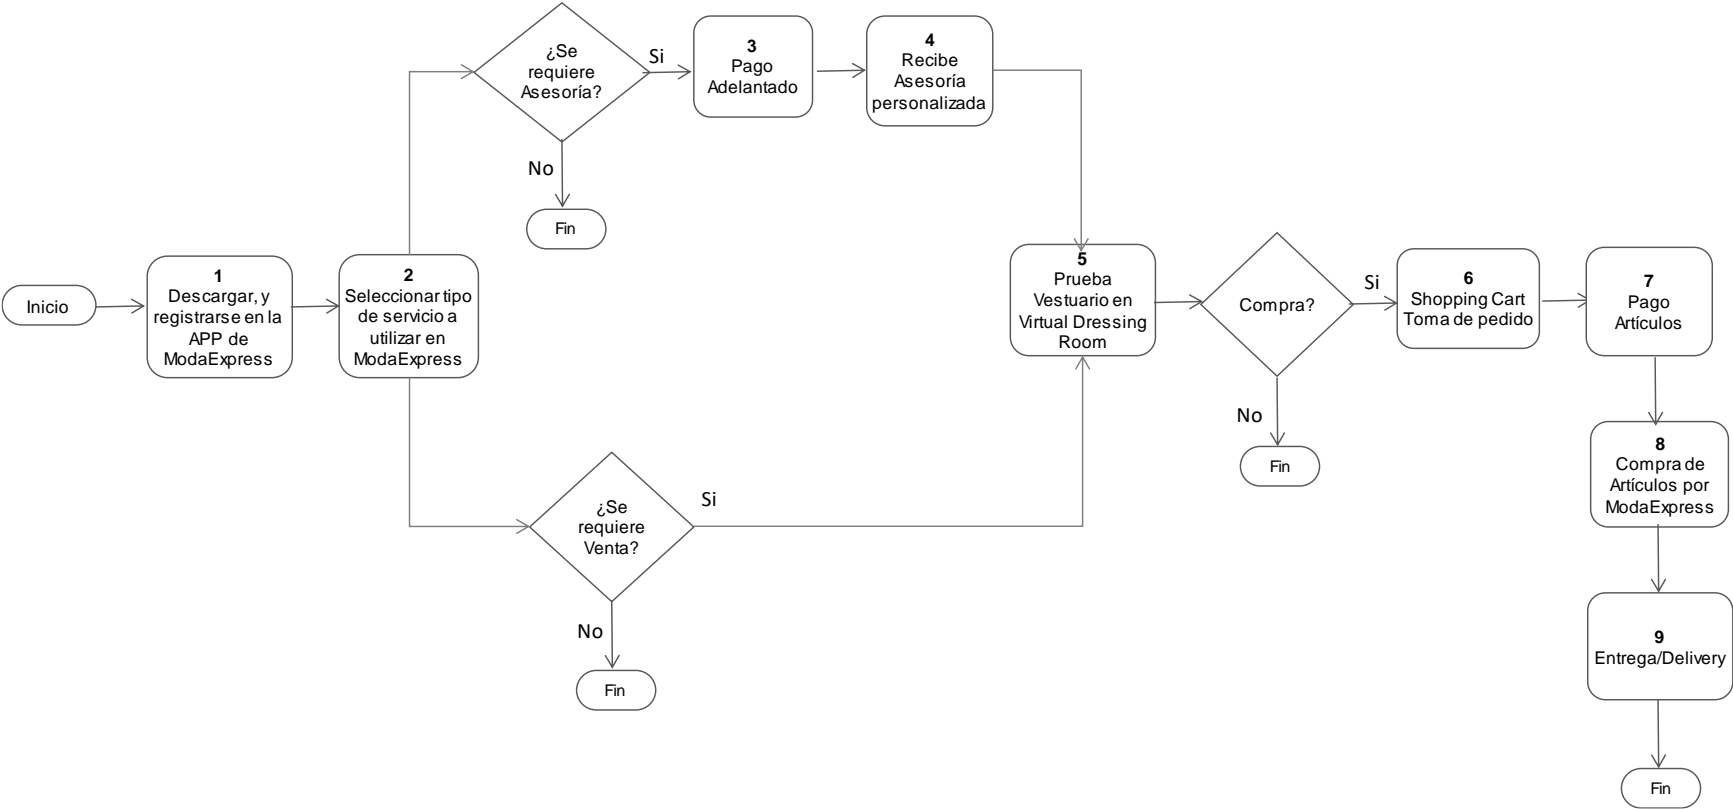 Inicio
1
Descargar, y
registrarse en la
APP de
ModaExpress
2
Seleccionar tipo
de servicio a
utilizar en
ModaExpress
¿Se
requiere
Asesoría?
Si
No
Fin
3
Pago
Adelantado
4
Recibe
Asesoría
personalizada
¿Se
requiere
Venta?
Si
No
Fin
5
Prueba
Vestuario en
Virtual Dressing
Room
Compra?
Si
No
Fin
6
Shopping Cart
Toma de pedido
7
Pago
Artículos
8
Compra de
Artículos por
ModaExpress
9
Entrega/Delivery
Fin